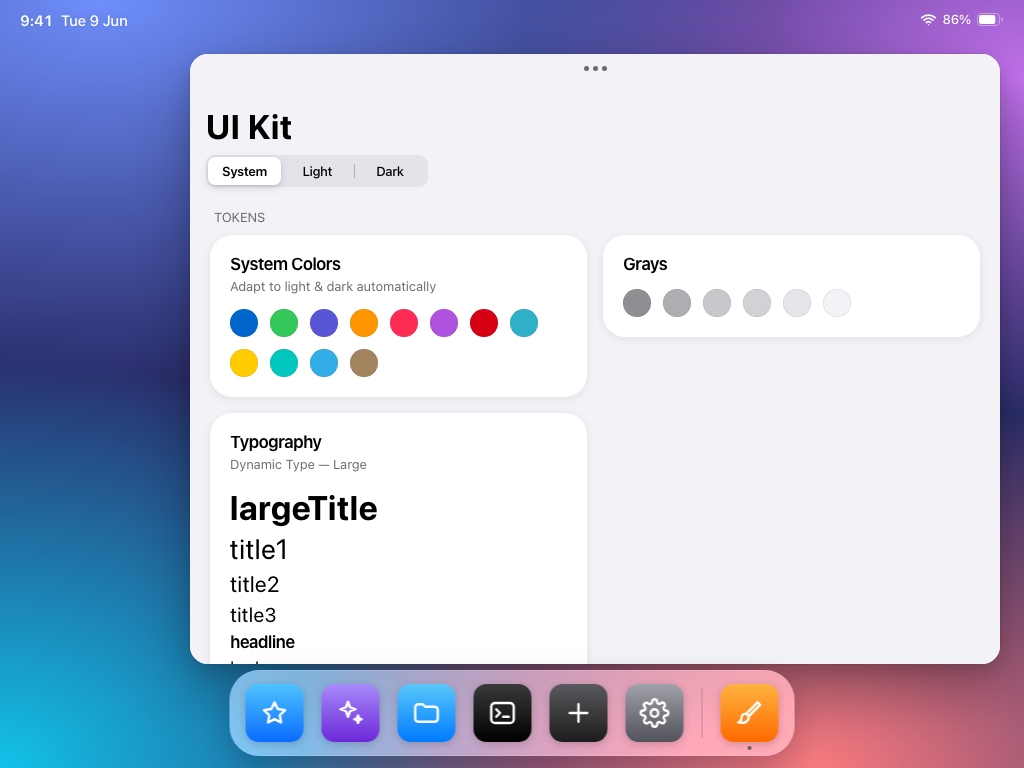 9:41 Tue 9 Jun
86%
UI Kit
System Light Dark
TOKENS
System Colors
Adapt to light & dark automatically
Grays
Typography
Dynamic Type — Large
largeTitle
title1
title2
title3
headline